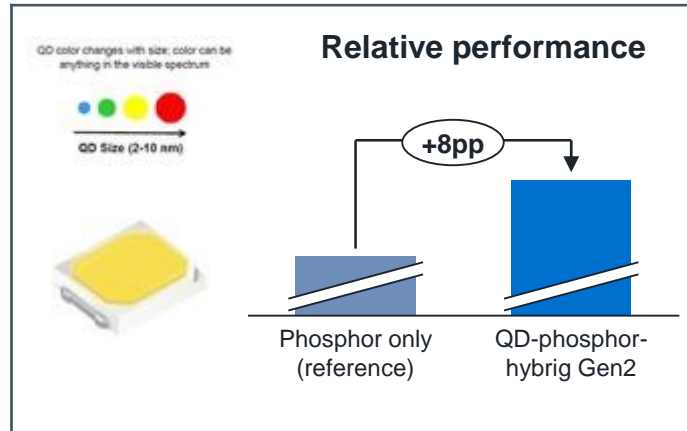 QD color changes with size; color can be
anything in the visible spectrum
QD Size (2-10 nm)
Relative performance
+8pp
Phosphor only
(reference)
QD-phosphor-
hybrig Gen2